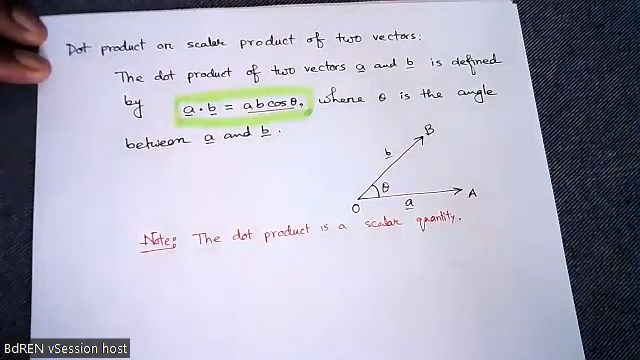 Dot product or scalar product of two vectors:
The dot product of two vectors a and b is defined
by a · b = ab cos θ, where θ is the angle
between a and b.
B
b
θ
O
a
A
Note: The dot product is a scalar quantity.
BdREN vSession host